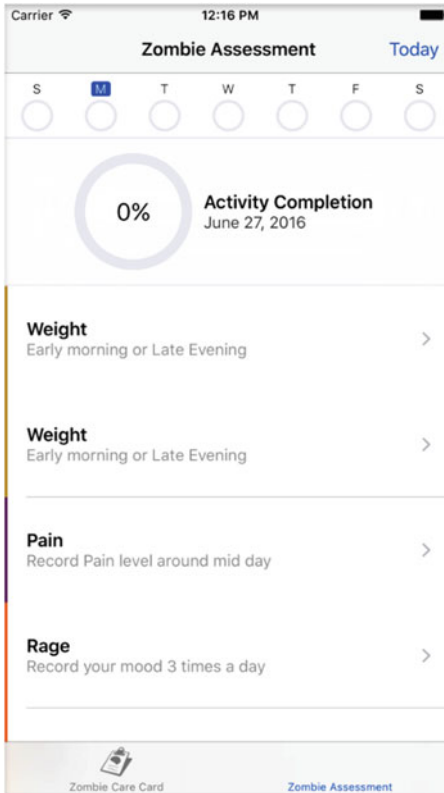 Carrier 12:16 PM
Zombie Assessment Today
S M T W T F S
0%
Activity Completion
June 27, 2016
Weight
Early morning or Late Evening
Weight
Early morning or Late Evening
Pain
Record Pain level around mid day
Rage
Record your mood 3 times a day
Zombie Care Card Zombie Assessment